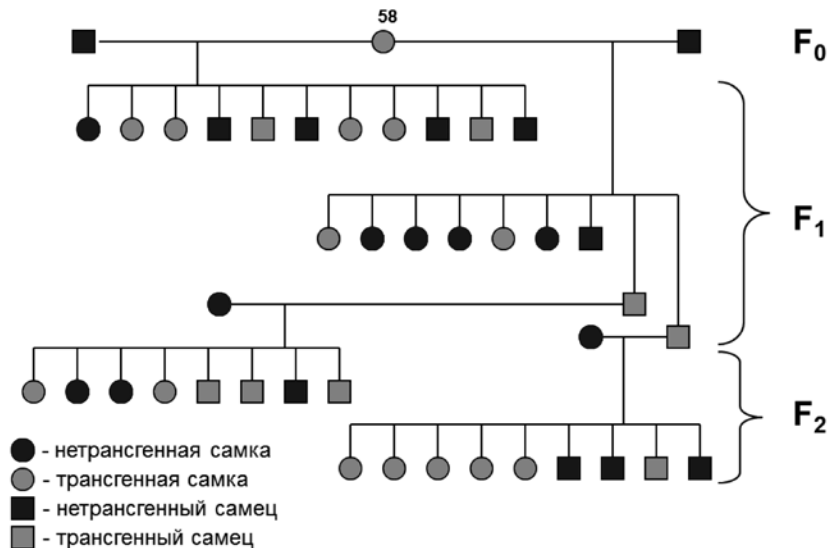 58
F0
F1
F2
- нетрансгенная самка
- трансгенная самка
- нетрансгенный самец
- трансгенный самец